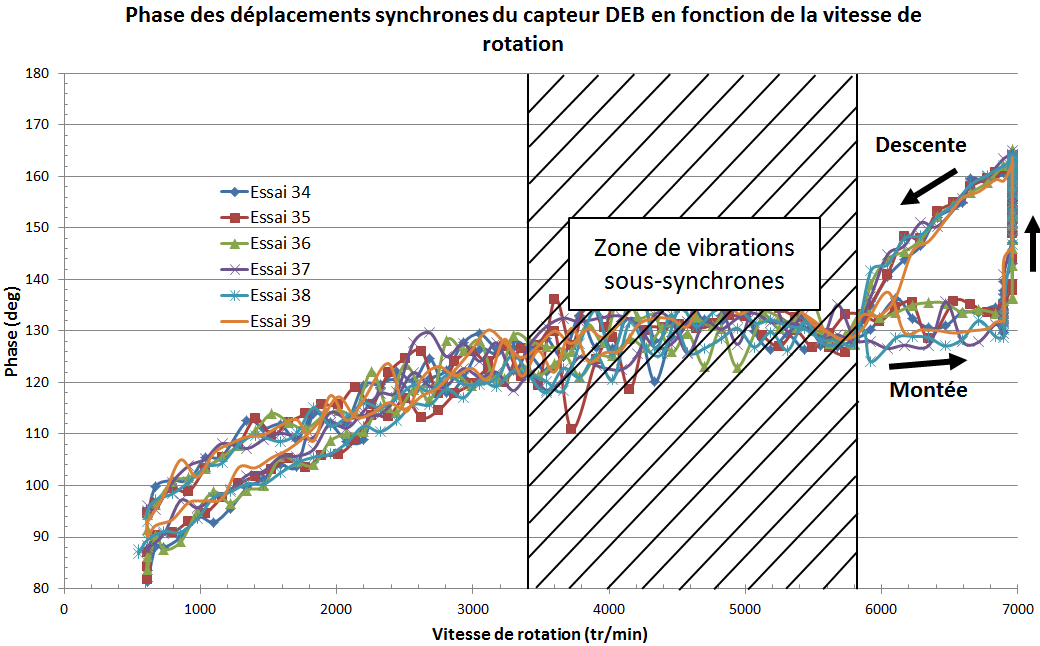 Phase des déplacements synchrones du capteur DEB en fonction de la vitesse de
rotation
180
170
160
150
140
130
120
110
100
90
80
Phase (deg)
Essai 34
Essai 35
Essai 36
Essai 37
Essai 38
Essai 39
Zone de vibrations
sous-synchrones
Descente
Montée
0 1000 2000 3000 4000 5000 6000 7000
Vitesse de rotation (tr/min)